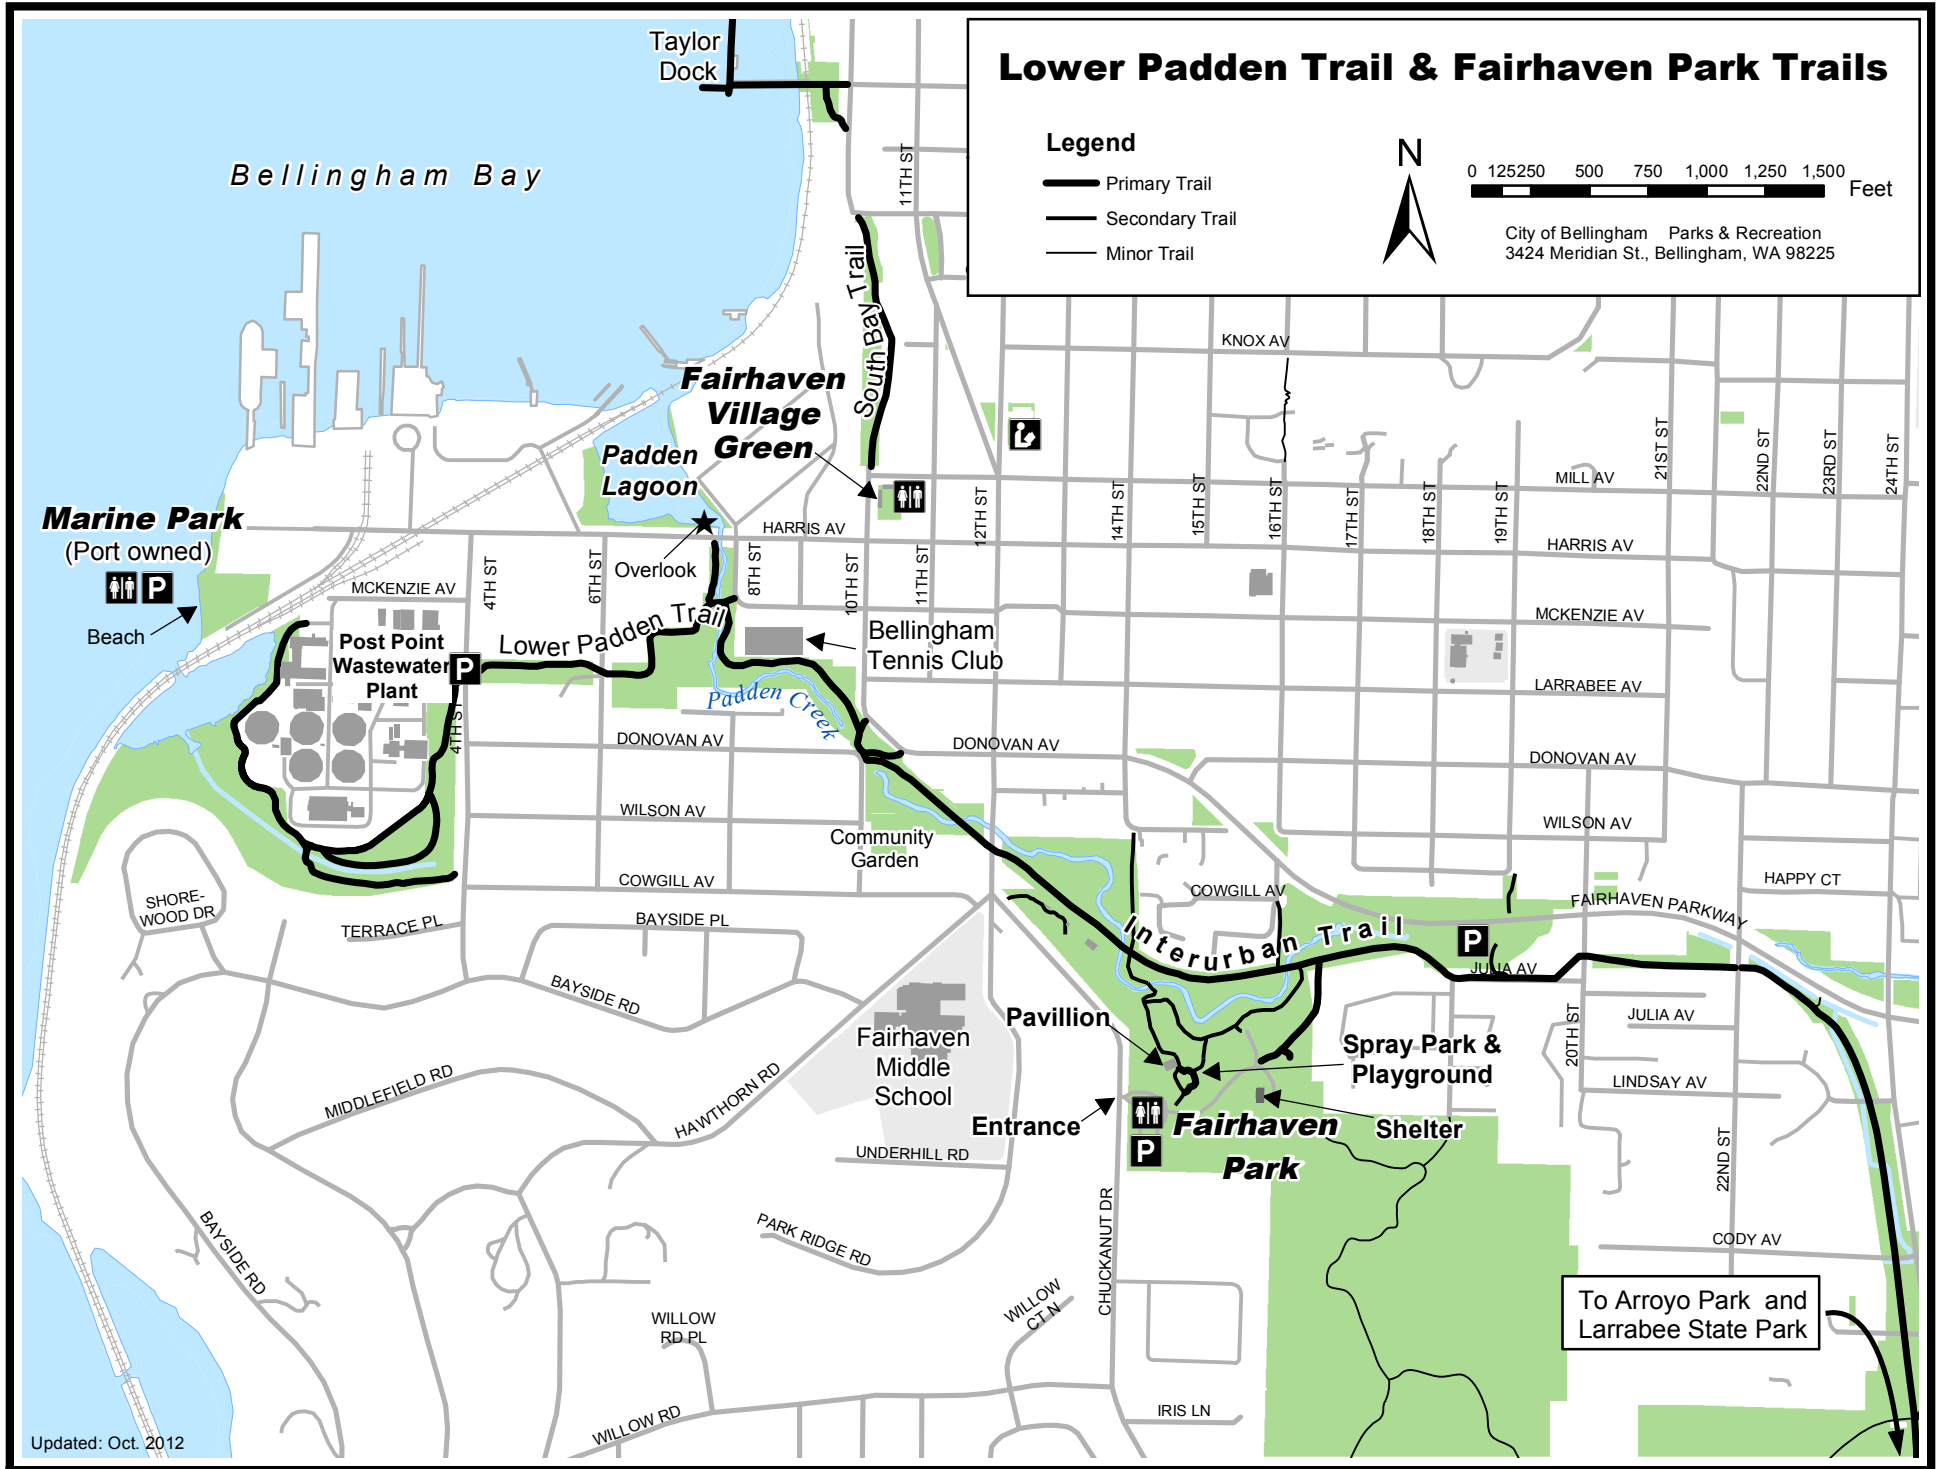 Lower Padden Trail & Fairhaven Park Trails
Legend
Primary Trail
Secondary Trail
Minor Trail
N
0 125250 500 750 1,000 1,250 1,500
Feet
City of Bellingham Parks & Recreation
3424 Meridian St., Bellingham, WA 98225
Taylor
Dock
Bellingham Bay
11TH ST
South Bay Trail
KNOX AV
Fairhaven
Village
Green
Padden
Lagoon
MILL AV
21ST ST
22ND ST
23RD ST
24TH ST
12TH ST
14TH ST
15TH ST
16TH ST
17TH ST
18TH ST
19TH ST
Marine Park
(Port owned)
P
Beach
HARRIS AV
HARRIS AV
Overlook
MCKENZIE AV
4TH ST
6TH ST
8TH ST
10TH ST
11TH ST
MCKENZIE AV
Post Point
Wastewater
Plant
P
Lower Padden Trail
Bellingham
Tennis Club
LARRABEE AV
Padden Creek
4TH ST
DONOVAN AV
DONOVAN AV
DONOVAN AV
WILSON AV
WILSON AV
Community
Garden
COWGILL AV
COWGILL AV
HAPPY CT
SHORE-
WOOD DR
TERRACE PL
BAYSIDE PL
FAIRHAVEN PARKWAY
Interurban Trail
P
JULIA AV
BAYSIDE RD
Pavillion
JULIA AV
Fairhaven
Middle
School
Spray Park &
Playground
20TH ST
LINDSAY AV
MIDDLEFIELD RD
HAWTHORN RD
Entrance
P
Fairhaven
Park
Shelter
UNDERHILL RD
22ND ST
BAYSIDE RD
PARK RIDGE RD
CHUCKANUT DR
CODY AV
WILLOW
CT N
WILLOW
RD PL
To Arroyo Park and
Larrabee State Park
WILLOW RD
IRIS LN
Updated: Oct. 2012